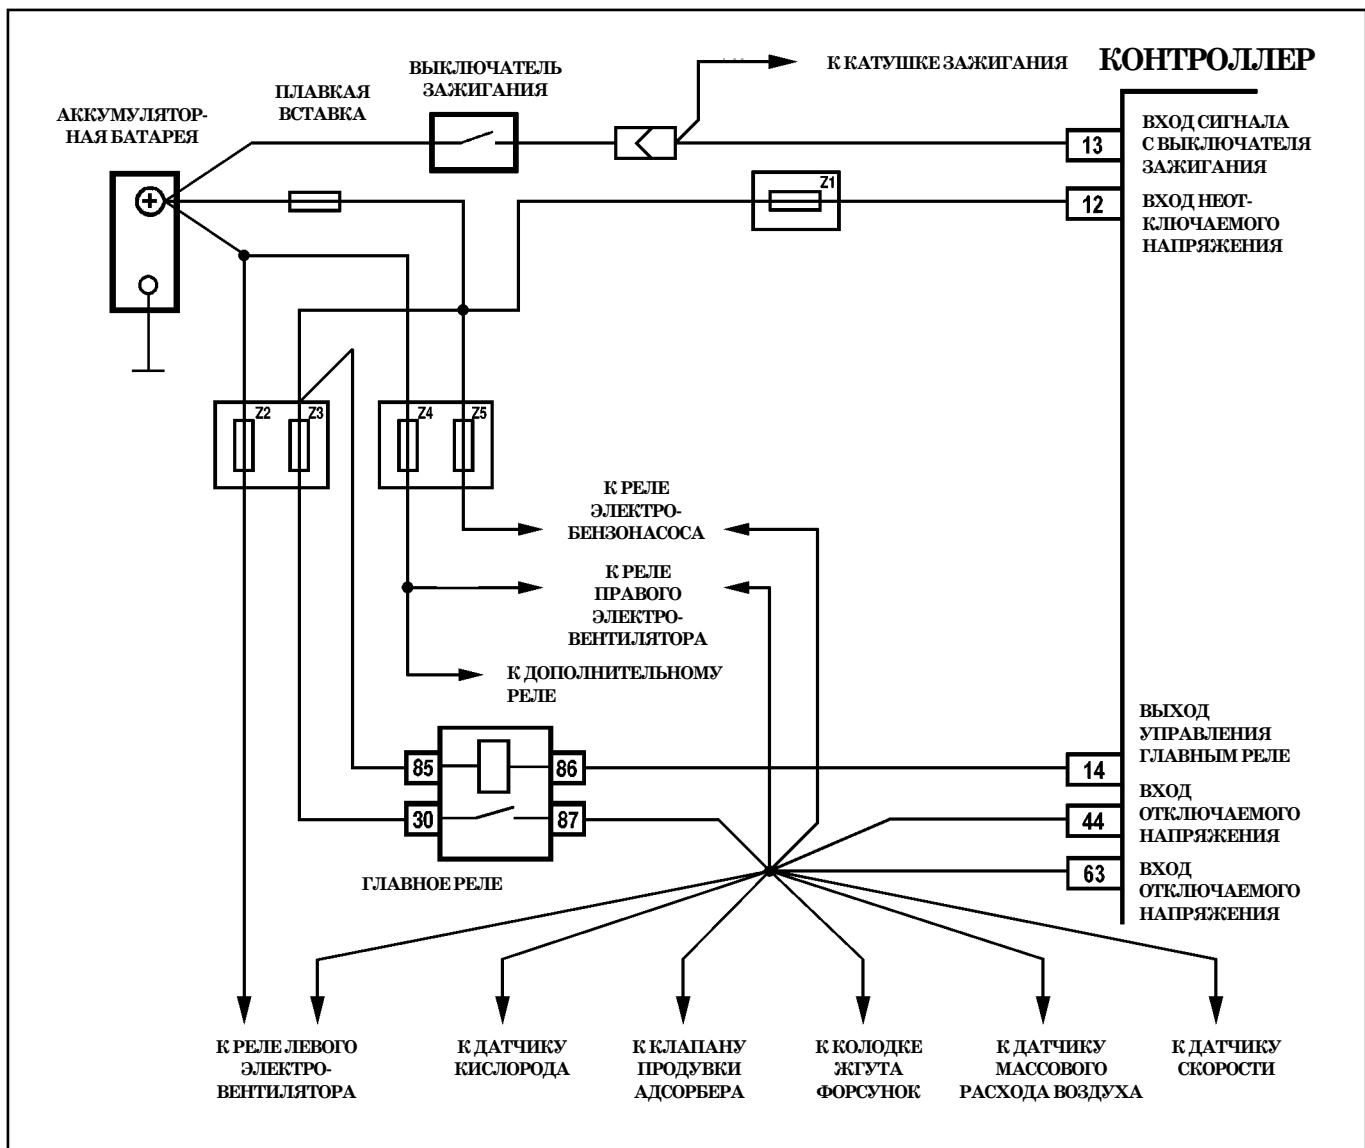 К КАТУШКЕ ЗАЖИГАНИЯ
КОНТРОЛЛЕР
ВЫКЛЮЧАТЕЛЬ
ЗАЖИГАНИЯ
ПЛАВКАЯ
ВСТАВКА
АККУМУЛЯТОР-
НАЯ БАТАРЕЯ
+
13
ВХОД СИГНАЛА
С ВЫКЛЮЧАТЕЛЯ
ЗАЖИГАНИЯ
Z1
12
ВХОД НЕОТ-
КЛЮЧАЕМОГО
НАПРЯЖЕНИЯ
Z2
Z3
Z4
Z5
К РЕЛЕ
ЭЛЕКТРО-
БЕНЗОНАСОСА
К РЕЛЕ
ПРАВОГО
ЭЛЕКТРО-
ВЕНТИЛЯТОРА
К ДОПОЛНИТЕЛЬНОМУ
РЕЛЕ
85
86
30
87
ГЛАВНОЕ РЕЛЕ
14
ВЫХОД
УПРАВЛЕНИЯ
ГЛАВНЫМ РЕЛЕ
44
ВХОД
ОТКЛЮЧАЕМОГО
НАПРЯЖЕНИЯ
63
ВХОД
ОТКЛЮЧАЕМОГО
НАПРЯЖЕНИЯ
К РЕЛЕ ЛЕВОГО
ЭЛЕКТРО-
ВЕНТИЛЯТОРА
К ДАТЧИКУ
КИСЛОРОДА
К КЛАПАНУ
ПРОДУВКИ
АДСОРБЕРА
К КОЛОДКЕ
ЖГУТА
ФОРСУНОК
К ДАТЧИКУ
МАССОВОГО
РАСХОДА ВОЗДУХА
К ДАТЧИКУ
СКОРОСТИ